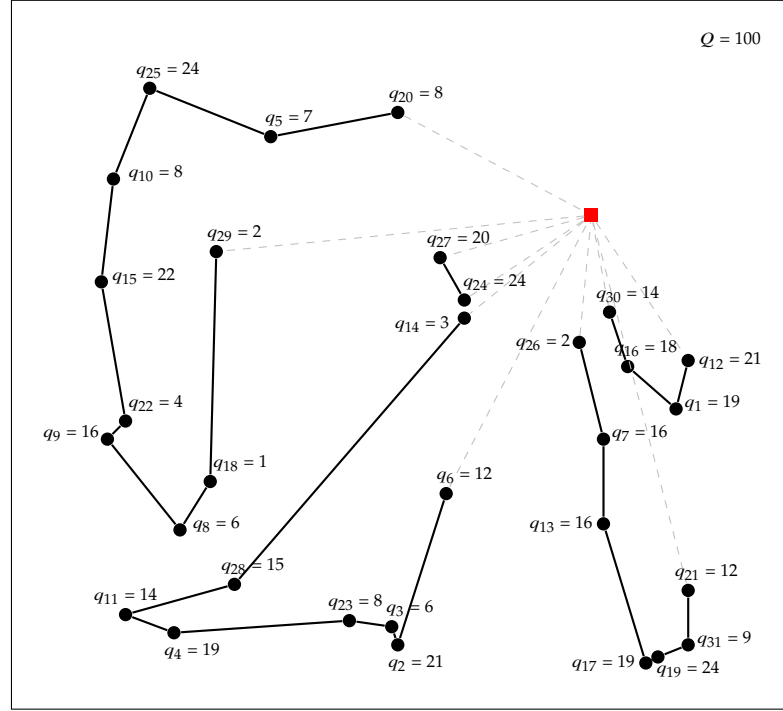 Q = 100
q25 = 24
q20 = 8
q5 = 7
q10 = 8
q29 = 2
q27 = 20
q15 = 22
q24 = 24
q30 = 14
q14 = 3
q26 = 2
q16 = 18
q12 = 21
q22 = 4
q1 = 19
q9 = 16
q7 = 16
q18 = 1
q6 = 12
q8 = 6
q13 = 16
q28 = 15
q21 = 12
q11 = 14
q23 = 8
q3 = 6
q31 = 9
q4 = 19
q2 = 21
q17 = 19
q19 = 24